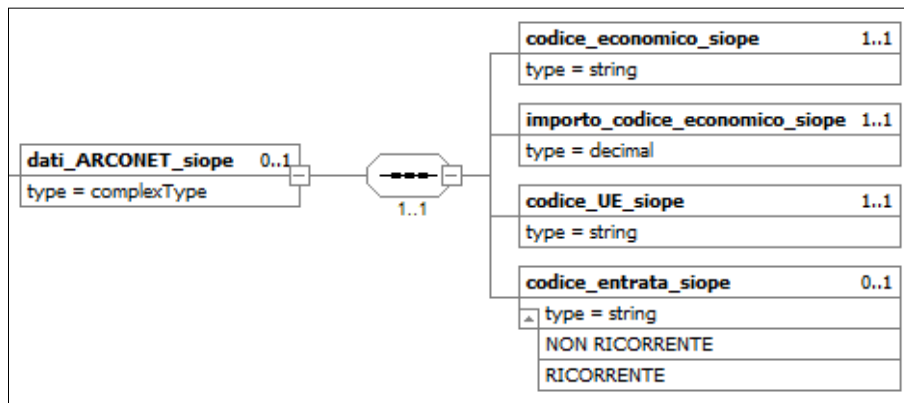 dati_ARCONET_siope 0..1
type = complexType
1..1
codice_economico_siope 1..1
type = string
importo_codice_economico_siope 1..1
type = decimal
codice_UE_siope 1..1
type = string
codice_entrata_siope 0..1
type = string
NON RICORRENTE
RICORRENTE